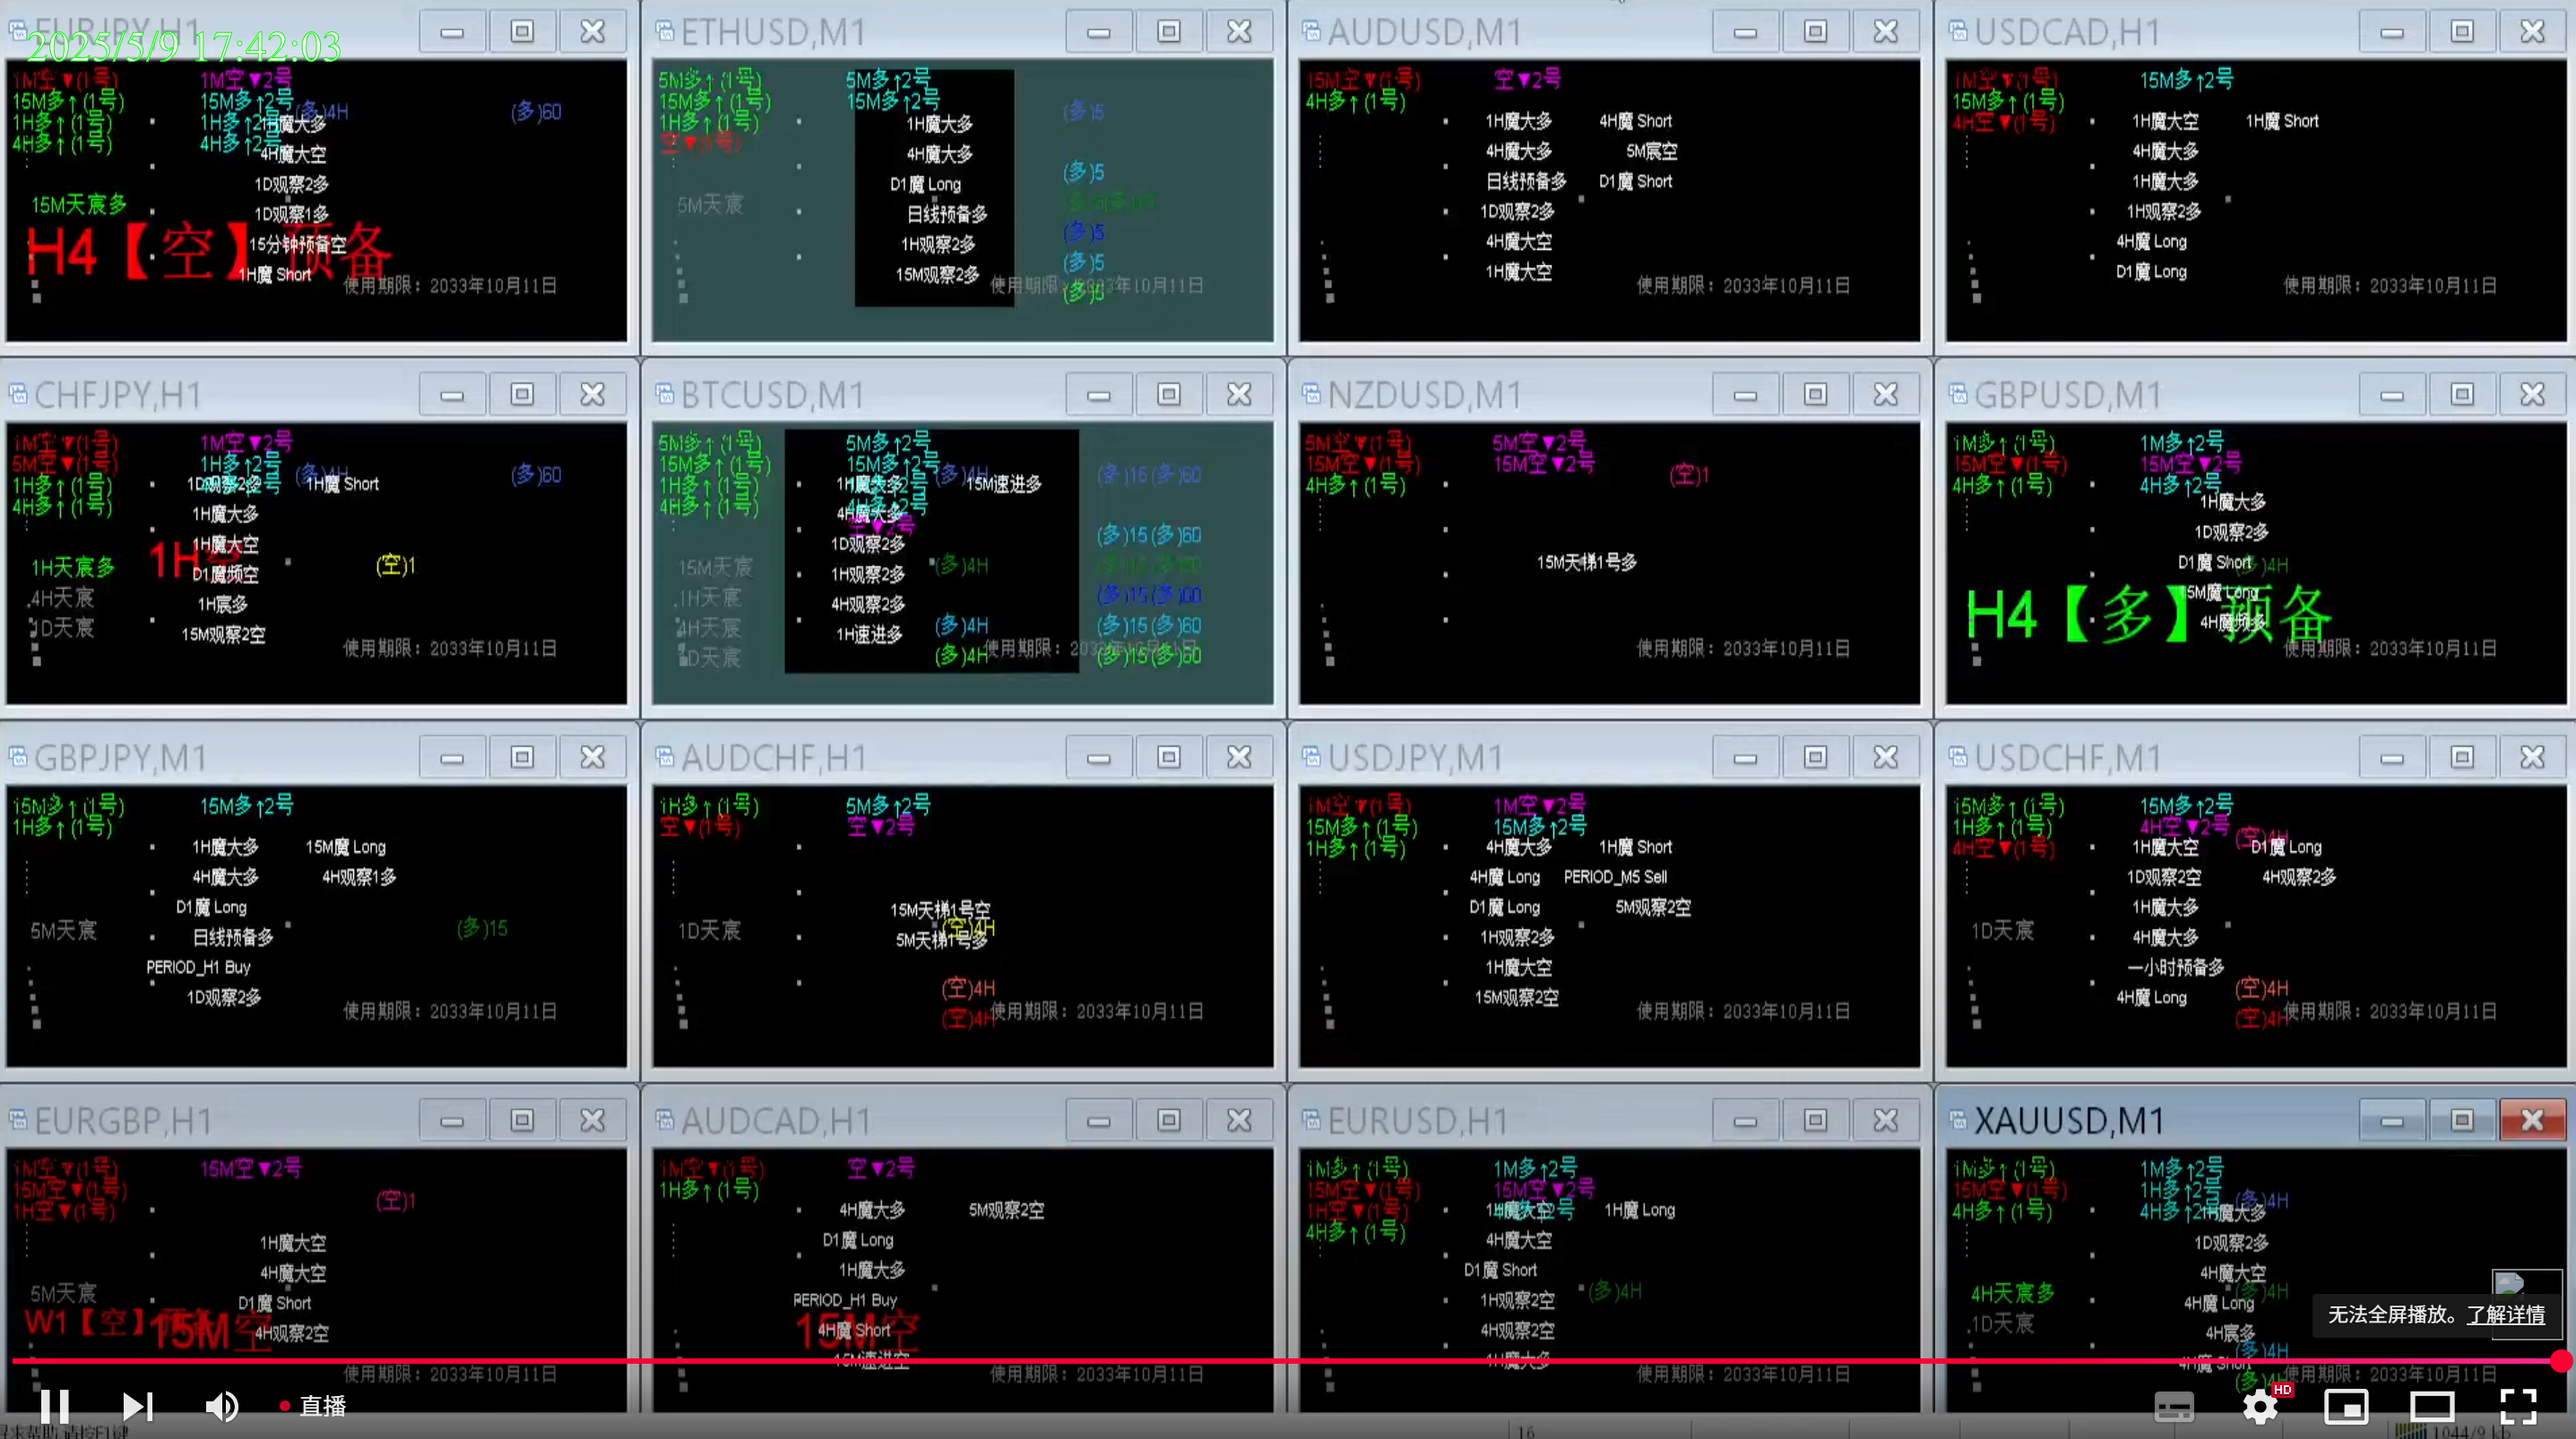 EURJPY,H1
2025/5/9 17:42:03
1M空▼(1号) 1M空▼2号
15M多↑(1号) 15M多↑2号
(多)4H (多)60
1H多↑(1号) 1H多↑2号
1H魔大多
4H多↑(1号) 4H多↑2号
4H魔大空
1D观察2多
15M天宸多
1D观察1多
H4【空】预备
15分钟预备空
1H魔 Short
使用期限：2033年10月11日
ETHUSD,M1
5M多↑(1号) 5M多↑2号
15M多↑(1号) 15M多↑2号
(多)5
1H多↑(1号) 1H魔大多
空▼(1号)
4H魔大多
(多)5
D1魔 Long
5M天宸
日线预备多
(多)5
1H观察2多
(多)5
15M观察2多
使用期限：2033年10月11日
(多)5
AUDUSD,M1
15M空▼(1号) 空▼2号
4H多↑(1号)
1H魔大多 4H魔 Short
4H魔大多 5M宸空
日线预备多 D1魔 Short
1D观察2多
4H魔大空
1H魔大空
使用期限：2033年10月11日
USDCAD,H1
1M空▼(1号) 15M多↑2号
15M多↑(1号)
4H空▼(1号)
1H魔大空 1H魔 Short
4H魔大多
1H魔大多
1H观察2多
4H魔 Long
D1魔 Long
使用期限：2033年10月11日
CHFJPY,H1
1M空▼(1号) 1M空▼2号
5M空▼(1号) 1H多↑2号
(多)4H (多)60
1H多↑(1号) 1D观察2多 1H魔 Short
4H多↑(1号)
1H魔大多
1H魔大空
1H空
1H天宸多 (空)1
D1魔频空
4H天宸
1H宸多
1D天宸
15M观察2空
使用期限：2033年10月11日
BTCUSD,M1
5M多↑(1号) 5M多↑2号
15M多↑(1号) 15M多↑2号
(多)4H (多)15(多)60
1H多↑(1号) 1H魔大多 15M速进多
4H多↑(1号) 4H多↑2号
4H魔大多
空▼2号
(多)15(多)60
1D观察2多
15M天宸 (多)4H
1H观察2多
1H天宸 (多)15(多)60
4H观察2多
4H天宸 (多)4H (多)15(多)60
1H速进多
D天宸 (多)4H (多)15(多)60
使用期限：
NZDUSD,M1
5M空▼(1号) 5M空▼2号
15M空▼(1号) 15M空▼2号
(空)1
4H多↑(1号)
15M天梯1号多
使用期限：2033年10月11日
GBPUSD,M1
1M多↑(1号) 1M多↑2号
15M空▼(1号) 15M空▼2号
4H多↑(1号) 4H多↑2号
1H魔大多
1D观察2多
D1魔 Short
(多)4H
15M魔 Long
H4【多】预备
4H魔频多
使用期限：2033年10月11日
GBPJPY,M1
15M多↑(1号) 15M多↑2号
1H多↑(1号)
1H魔大多 15M魔 Long
4H魔大多 4H观察1多
D1魔 Long
5M天宸 (多)15
日线预备多
PERIOD_H1 Buy
1D观察2多
使用期限：2033年10月11日
AUDCHF,H1
1H多↑(1号) 5M多↑2号
空▼(1号) 空▼2号
15M天梯1号空
1D天宸 (空)4H
5M天梯1号多
(空)4H
(空)4H
使用期限：2033年10月11日
USDJPY,M1
1M空▼(1号) 1M空▼2号
15M多↑(1号) 15M多↑2号
1H多↑(1号) 4H魔大多 1H魔 Short
4H魔 Long PERIOD_M5 Sell
D1魔 Long 5M观察2空
1H观察2多
1H魔大空
15M观察2空
使用期限：2033年10月11日
USDCHF,M1
15M多↑(1号) 15M多↑2号
1H多↑(1号) 4H空▼2号
(空)4H
4H空▼(1号) 1H魔大空 D1魔 Long
1D观察2空 4H观察2多
1H魔大多
1D天宸
4H魔大多
一小时预备多
4H魔 Long (空)4H
(空)4H
使用期限：2033年10月11日
EURGBP,H1
1M空▼(1号) 15M空▼2号
15M空▼(1号)
(空)1
1H空▼(1号)
1H魔大空
4H魔大空
5M天宸
D1魔 Short
W1【空】
15M空
4H观察2空
使用期限：2033年10月11日
AUDCAD,H1
1M空▼(1号) 空▼2号
1H多↑(1号)
4H魔大多 5M观察2空
D1魔 Long
1H魔大多
PERIOD_H1 Buy
15M空
4H魔 Short
15M速进空
使用期限：2033年10月11日
EURUSD,H1
1M多↑(1号) 1M多↑2号
15M空▼(1号) 15M空▼2号
1H空▼(1号) 1H魔大空 1H魔 Long
4H多↑(1号)
4H魔大空
D1魔 Short
(多)4H
1H观察2空
4H观察2空
1H魔大多
使用期限：2033年10月11日
XAUUSD,M1
1M多↑(1号) 1M多↑2号
15M空▼(1号) 1H多↑2号
(多)4H
4H多↑(1号) 4H多↑2号
1H魔大多
1D观察2多
4H魔大空
4H天宸多 (多)4H
4H魔 Long
1D天宸
4H宸多
(多)4H
4H魔 Short
使用期限：2033年10月11日
无法全屏播放。了解详情
直播
HD
16
1044/9 kb